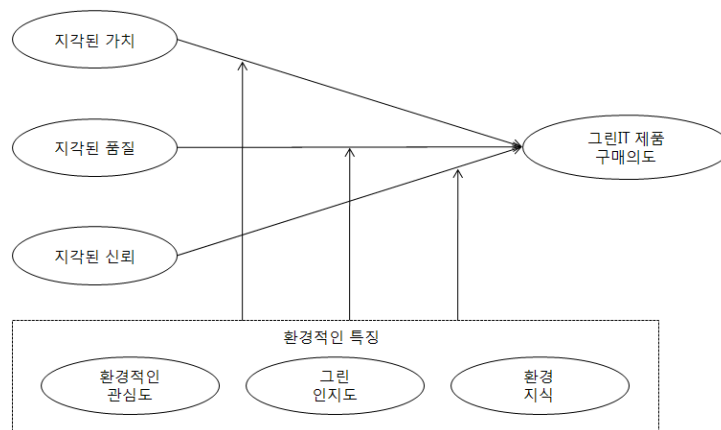 지각된 가치
지각된 품질
그린IT 제품
구매의도
지각된 신뢰
환경적인 특징
환경적인
관심도
그린
인지도
환경
지식